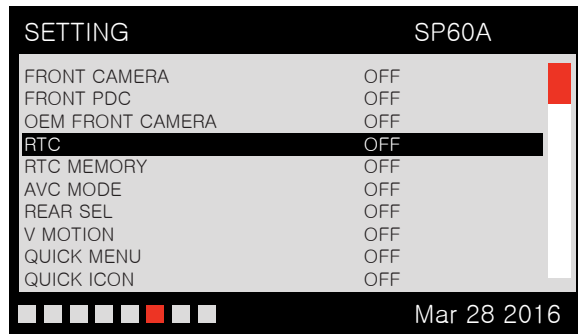 SETTING SP60A
FRONT CAMERA OFF
FRONT PDC OFF
OEM FRONT CAMERA OFF
RTC OFF
RTC MEMORY OFF
AVC MODE OFF
REAR SEL OFF
V MOTION OFF
QUICK MENU OFF
QUICK ICON OFF
Mar 28 2016